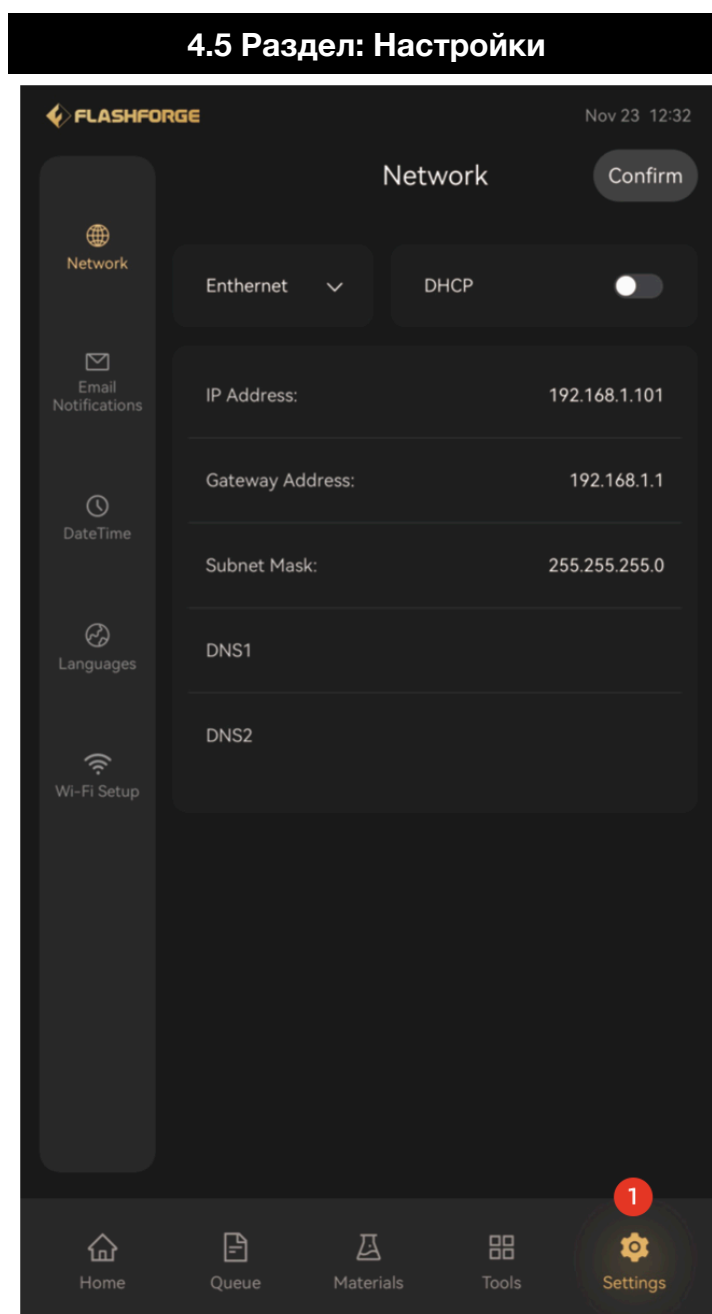 4.5 Раздел: Настройки
FLASHFORGE
Nov 23 12:32
Network
Confirm
Network
Enthernet
DHCP
Email
Notifications
IP Address:
192.168.1.101
Gateway Address:
192.168.1.1
DateTime
Subnet Mask:
255.255.255.0
Languages
DNS1
DNS2
Wi-Fi Setup
1
Home
Queue
Materials
Tools
Settings